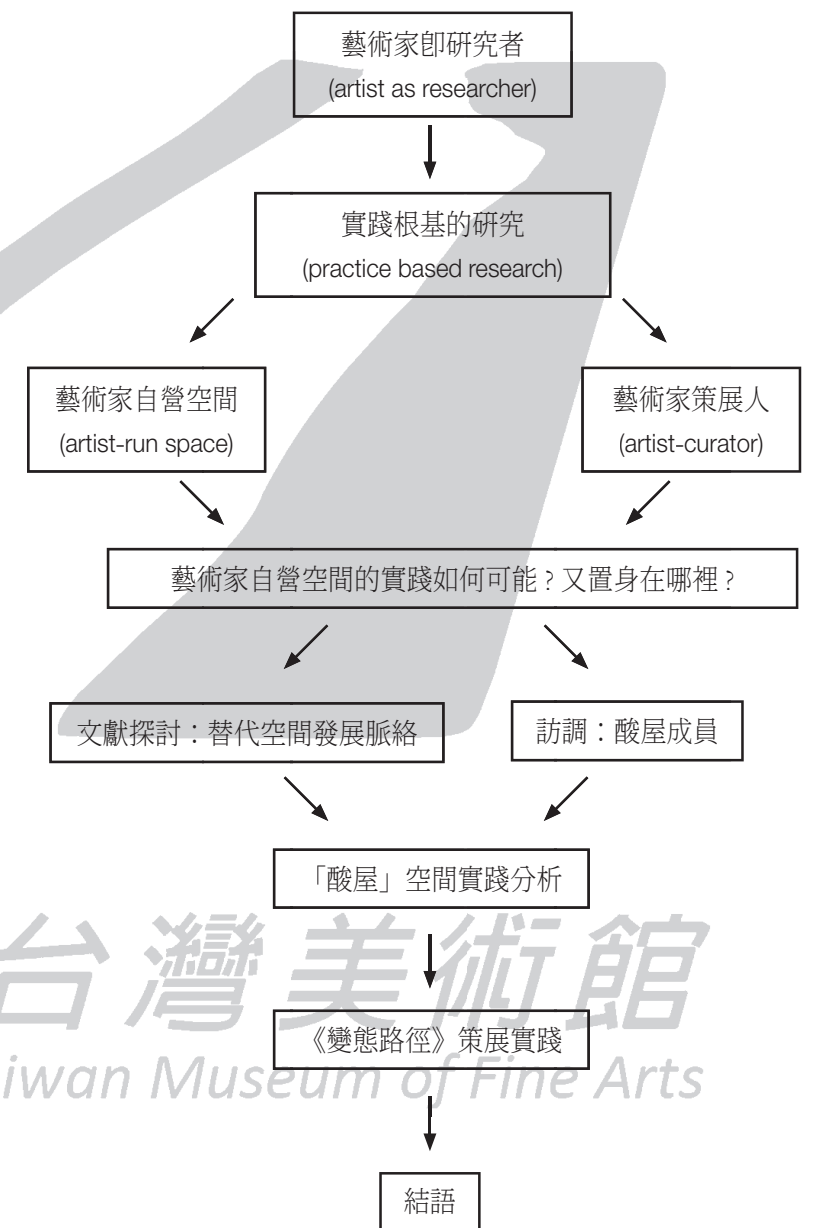 藝術家即研究者
(artist as researcher)
實踐根基的研究
(practice based research)
藝術家自營空間
(artist-run space)
藝術家策展人
(artist-curator)
藝術家自營空間的實踐如何可能？又置身在哪裡？
文獻探討：替代空間發展脈絡
訪調：酸屋成員
「酸屋」空間實踐分析
台灣美術館
《變態路徑》策展實踐
iwan Museum of Fine Arts
結語